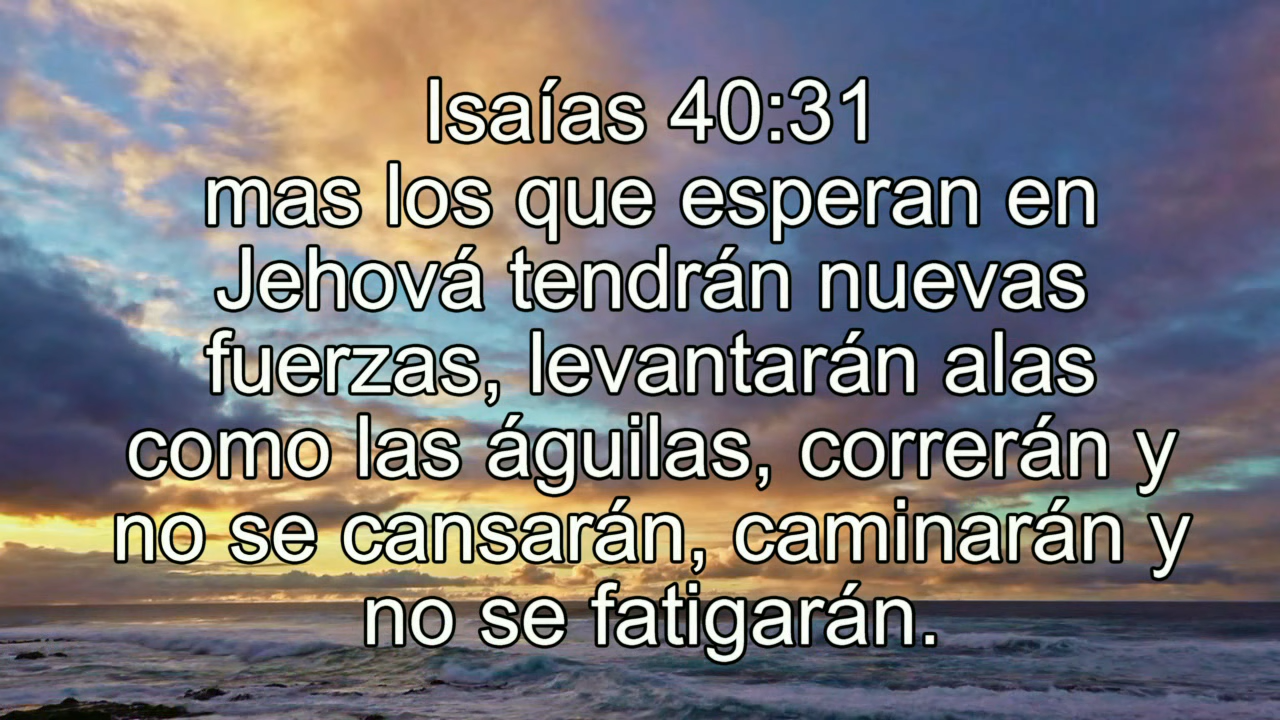 Isaías 40:31
mas los que esperan en
Jehová tendrán nuevas
fuerzas, levantarán alas
como las águilas, correrán y
no se cansarán, caminarán y
no se fatigarán.